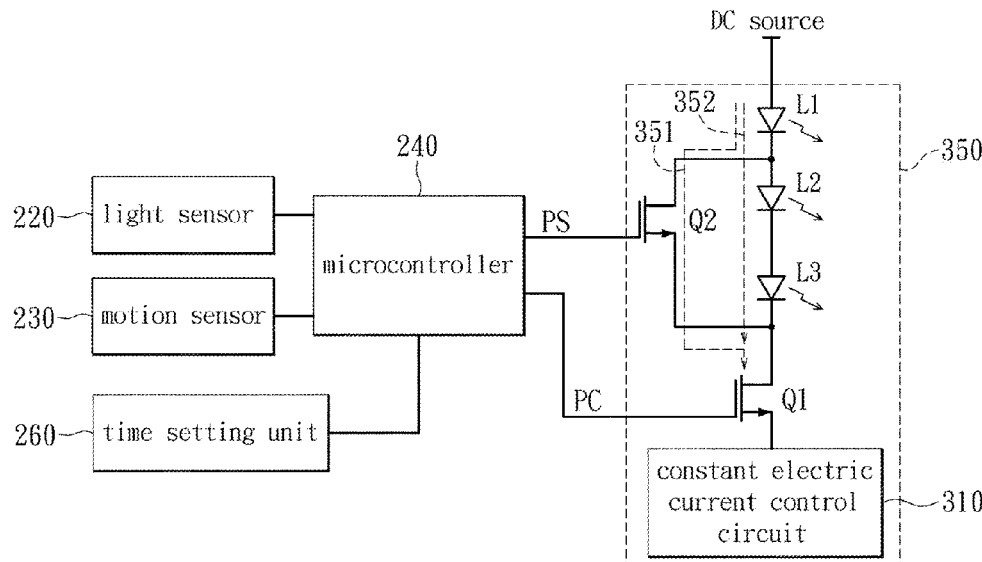 DC source
352
L1
351
350
240
L2
220
light sensor
PS
Q2
microcontroller
L3
230
motion sensor
PC
Q1
260
time setting unit
constant electric
current control
circuit
310